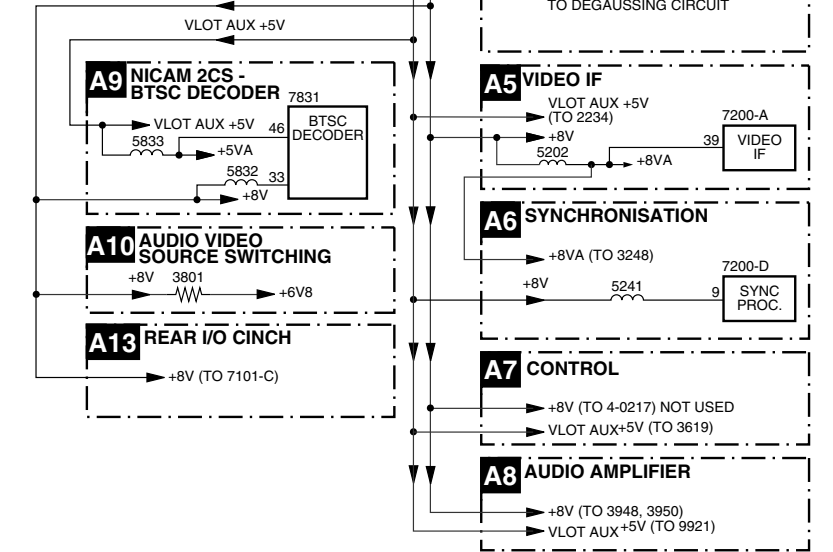 TO DEGAUSSING CIRCUIT
VLOT AUX +5V
A9 NICAM 2CS -
BTSC DECODER
7831
VLOT AUX +5V
46
BTSC
DECODER
5833
+5VA
5832
33
+8V
A10 AUDIO VIDEO
SOURCE SWITCHING
+8V
3801
+6V8
A13 REAR I/O CINCH
+8V (TO 7101-C)
A5 VIDEO IF
VLOT AUX +5V
(TO 2234)
7200-A
+8V
39
VIDEO
IF
5202
+8VA
A6 SYNCHRONISATION
+8VA (TO 3248)
7200-D
+8V
5241
9
SYNC
PROC.
A7 CONTROL
+8V (TO 4-0217) NOT USED
VLOT AUX+5V (TO 3619)
A8 AUDIO AMPLIFIER
+8V (TO 3948, 3950)
VLOT AUX+5V (TO 9921)